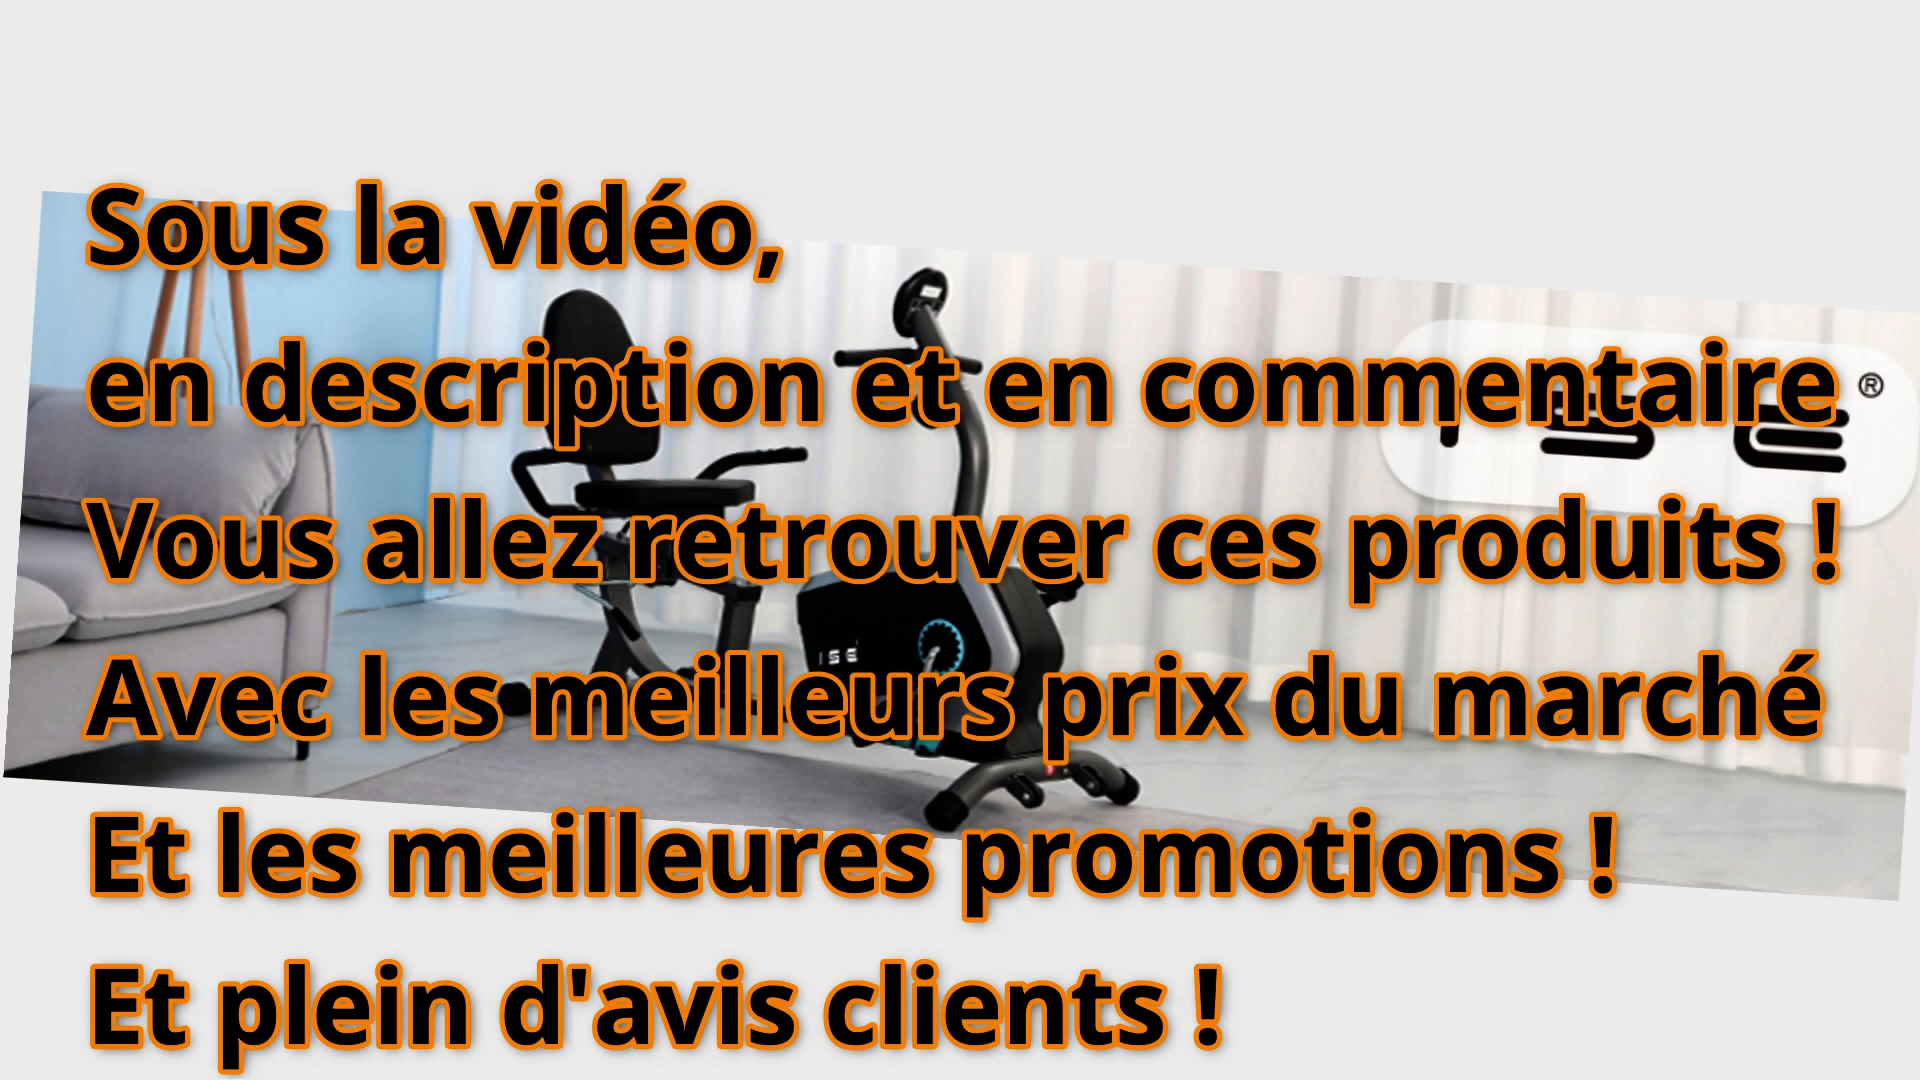 Sous la vidéo,
en description et en commentaire
®
Vous allez retrouver ces produits !
Avec les meilleurs prix du marché
Et les meilleures promotions !
Et plein d'avis clients !